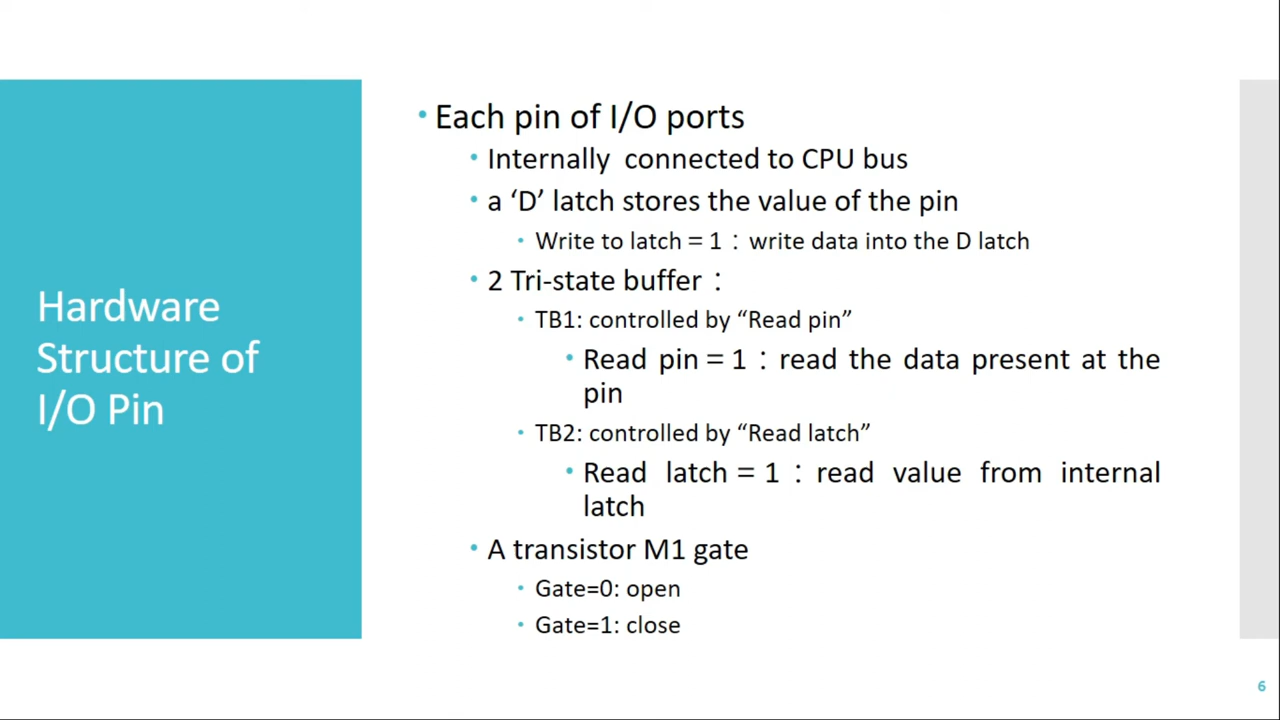 Hardware
Structure of
I/O Pin
• Each pin of I/O ports
• Internally connected to CPU bus
• a ‘D’ latch stores the value of the pin
• Write to latch = 1：write data into the D latch
• 2 Tri-state buffer：
• TB1: controlled by “Read pin”
• Read pin = 1：read the data present at the
pin
• TB2: controlled by “Read latch”
• Read latch = 1：read value from internal
latch
• A transistor M1 gate
• Gate=0: open
• Gate=1: close
6